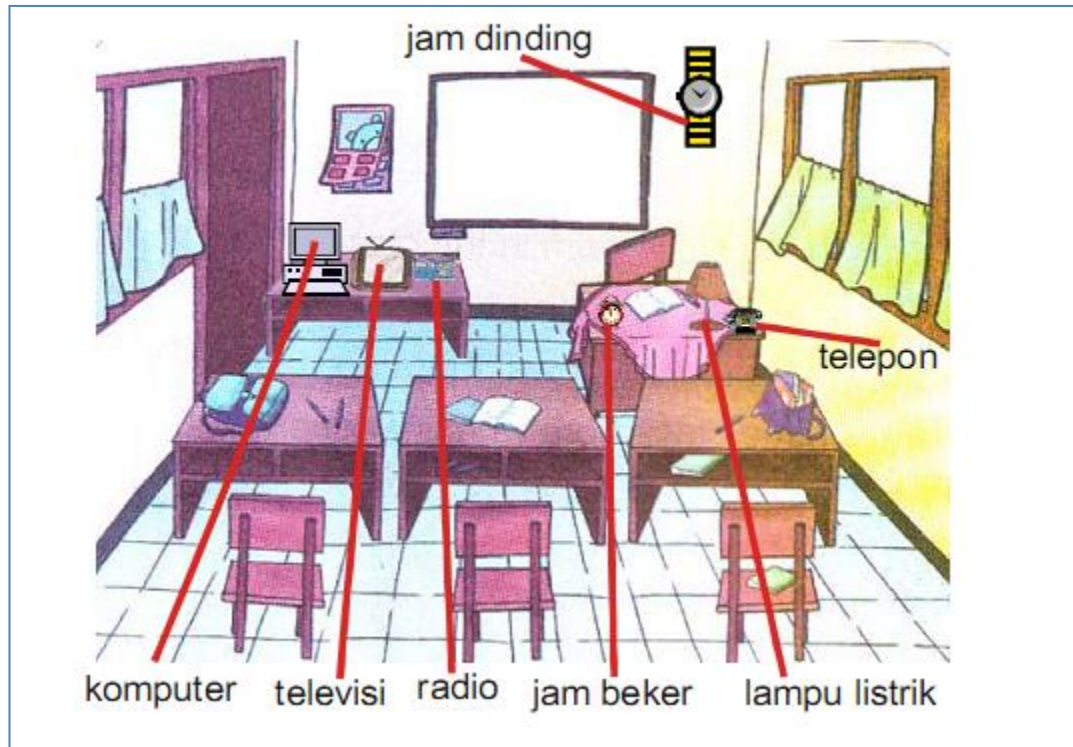 jam dinding
telepon
komputer televisi radio jam beker lampu listrik